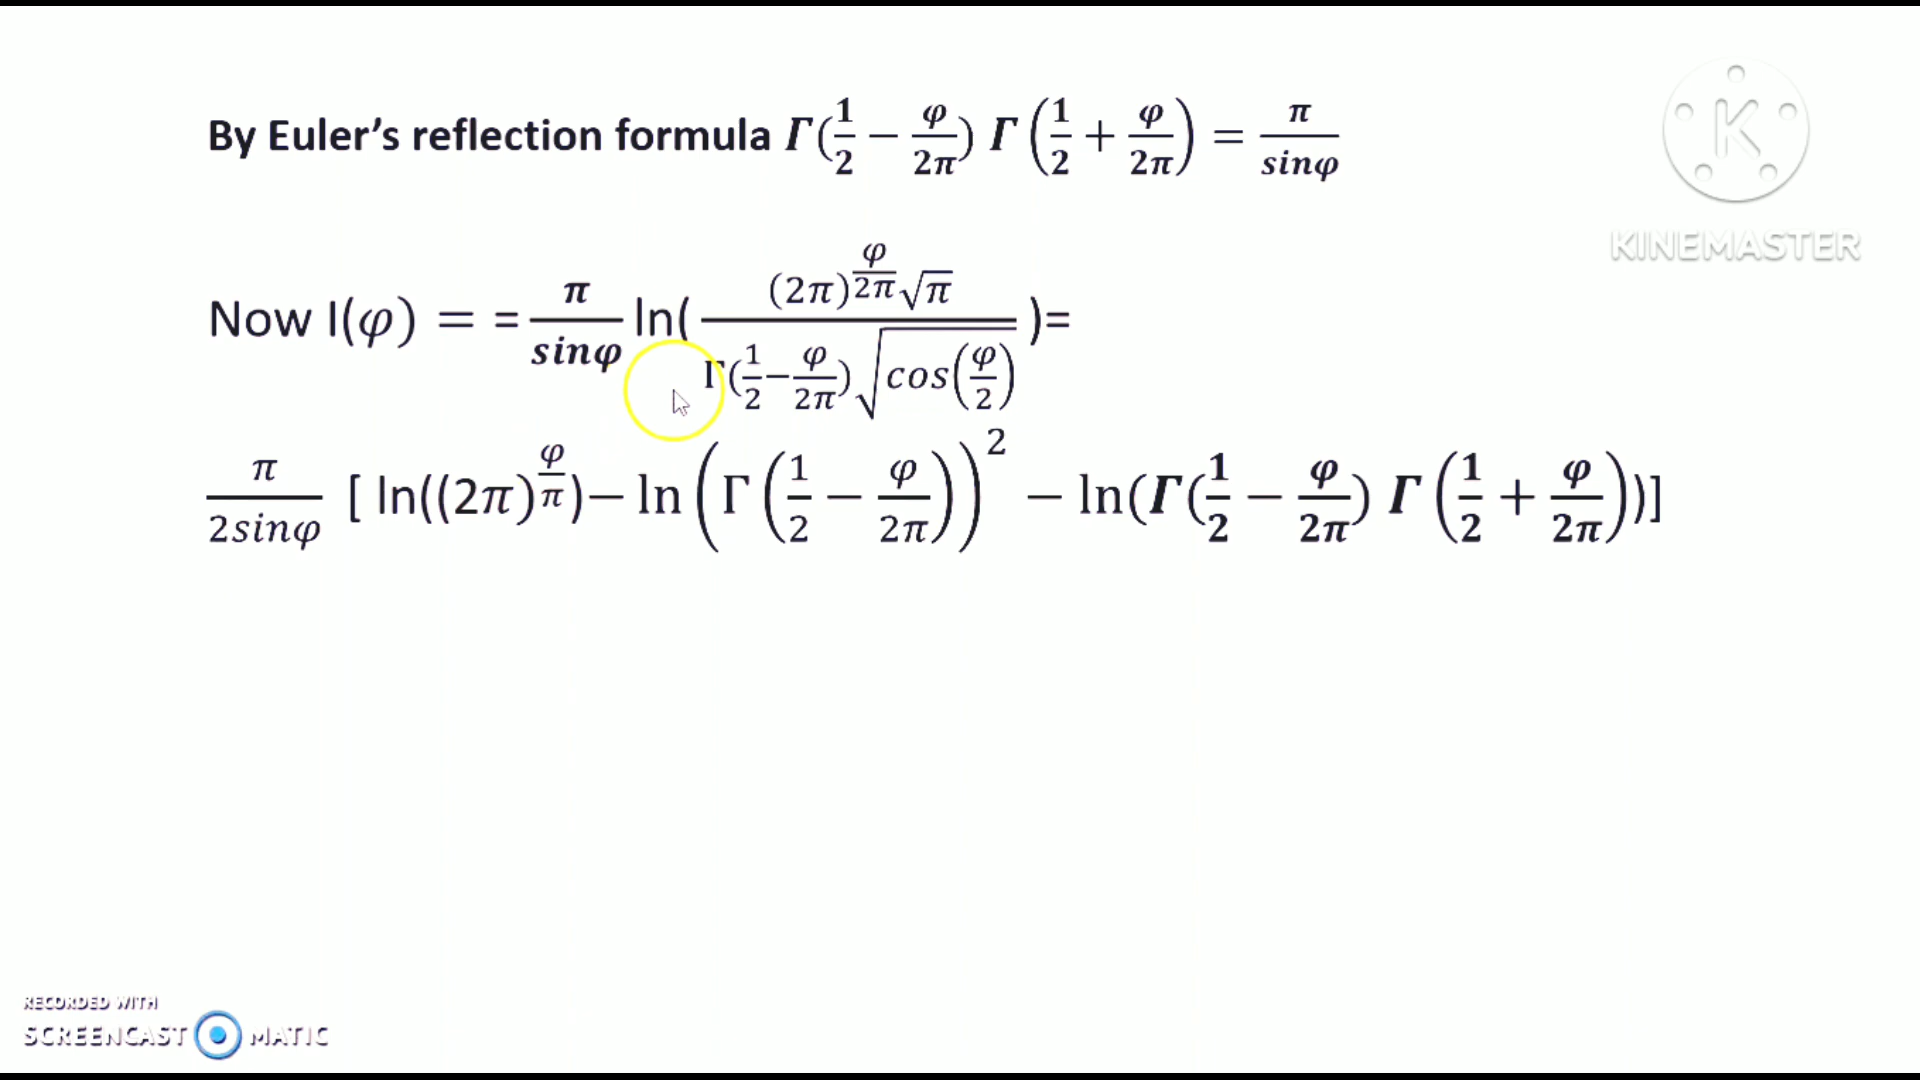 By Euler's reflection formula Γ(1/2 − φ/2π) Γ(1/2 + φ/2π) = π/sinφ
KINEMASTER
Now I(φ) = =π/sinφ ln((2π)^(φ/2π)√π / Γ(1/2−φ/2π)√cos(φ/2))=
π/2sinφ [ ln((2π)^(φ/π))− ln(Γ(1/2 − φ/2π))² − ln(Γ(1/2 − φ/2π) Γ(1/2 + φ/2π))]
RECORDED WITH
SCREENCAST MATIC